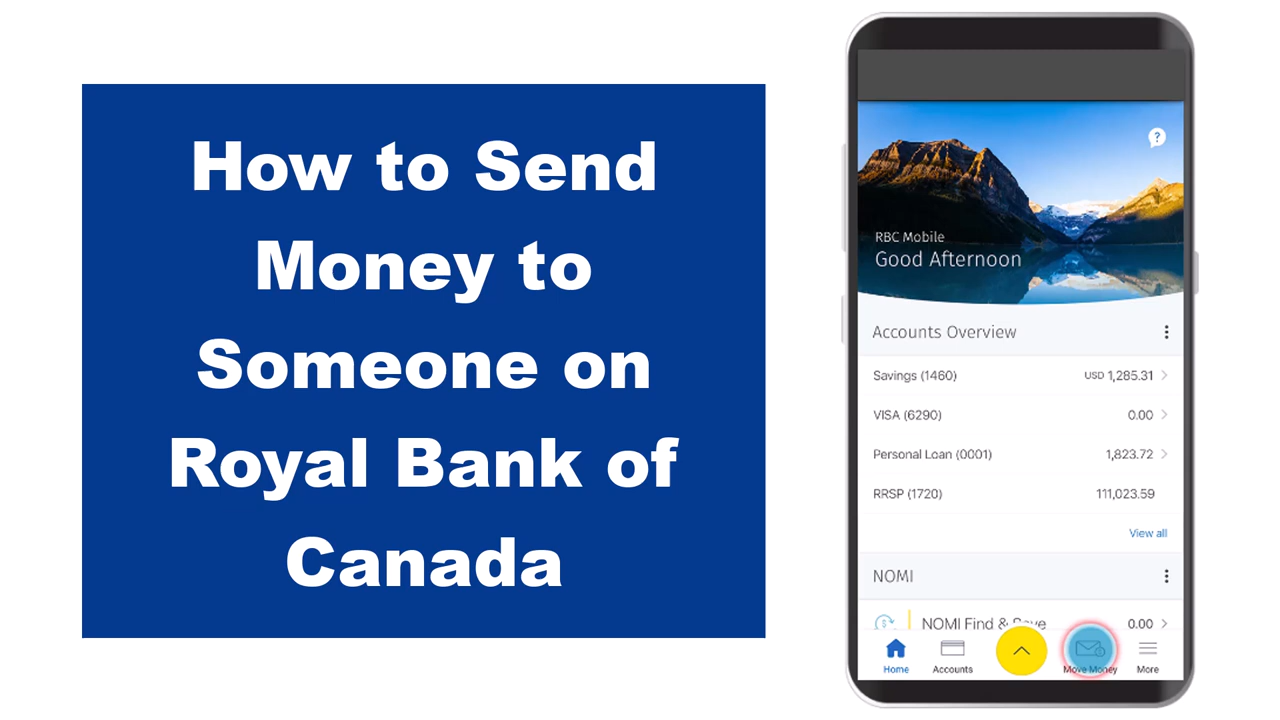 How to Send
Money to
Someone on
Royal Bank of
Canada
?
RBC Mobile
Good Afternoon
Accounts Overview
Savings (1460) USD 1,285.31
VISA (6290) 0.00
Personal Loan (0001) 1,823.72
RRSP (1720) 111,023.59
View all
NOMI
$ NOMI Find & Save 0.00
Home Accounts Move Money More